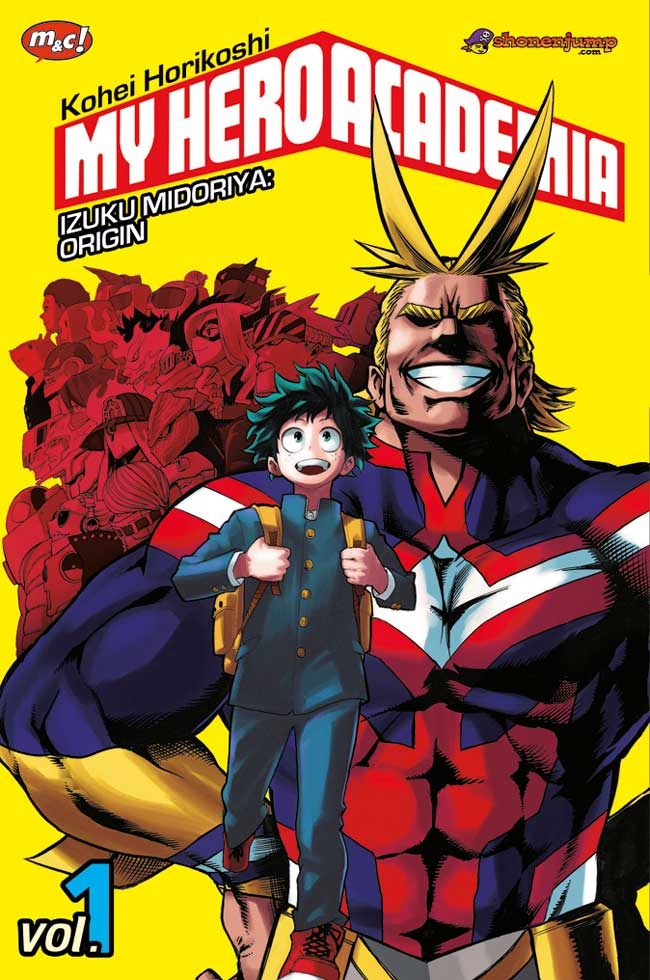 m&c!
shonenjump
.com
Kohei Horikoshi
MY HERO ACADEMIA
IZUKU MIDORIYA:
ORIGIN
vol.1